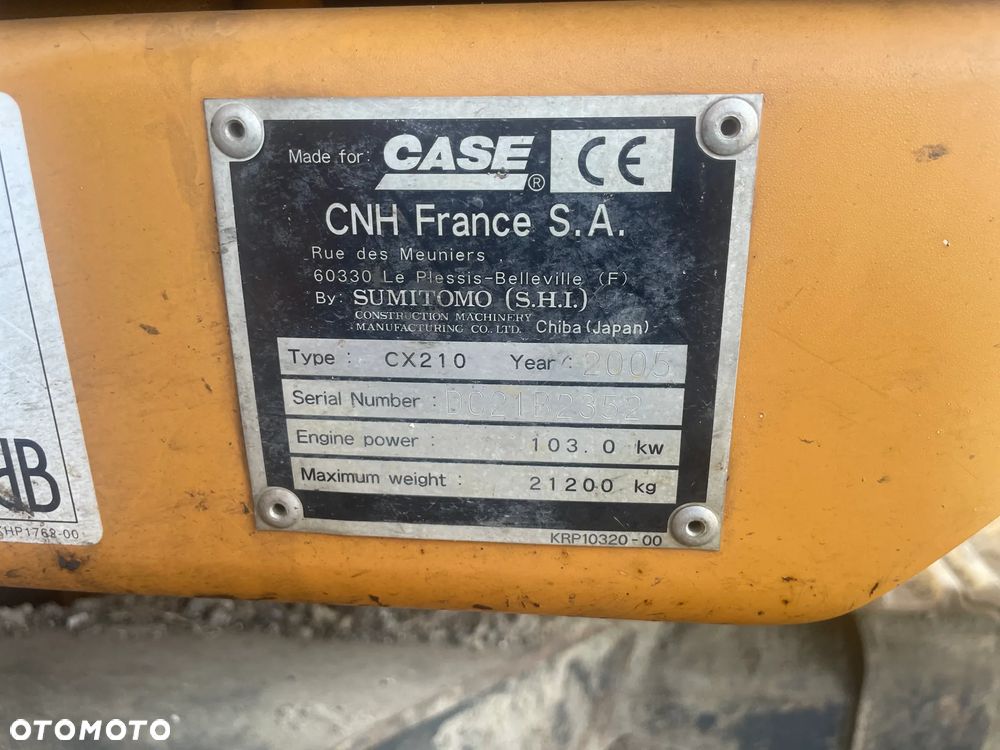 Made for: CASE ® CE
CNH France S.A.
Rue des Meuniers
60330 Le Plessis-Belleville (F)
By: SUMITOMO (S.H.I.)
CONSTRUCTION MACHINERY
MANUFACTURING CO., LTD. Chiba (Japan)
Type : CX210 Year : 2005
Serial Number : DC21B2352
Engine power : 103.0 kw
Maximum weight : 21200 kg
KRP10320-00
HB
KHP1768-00
OTOMOTO